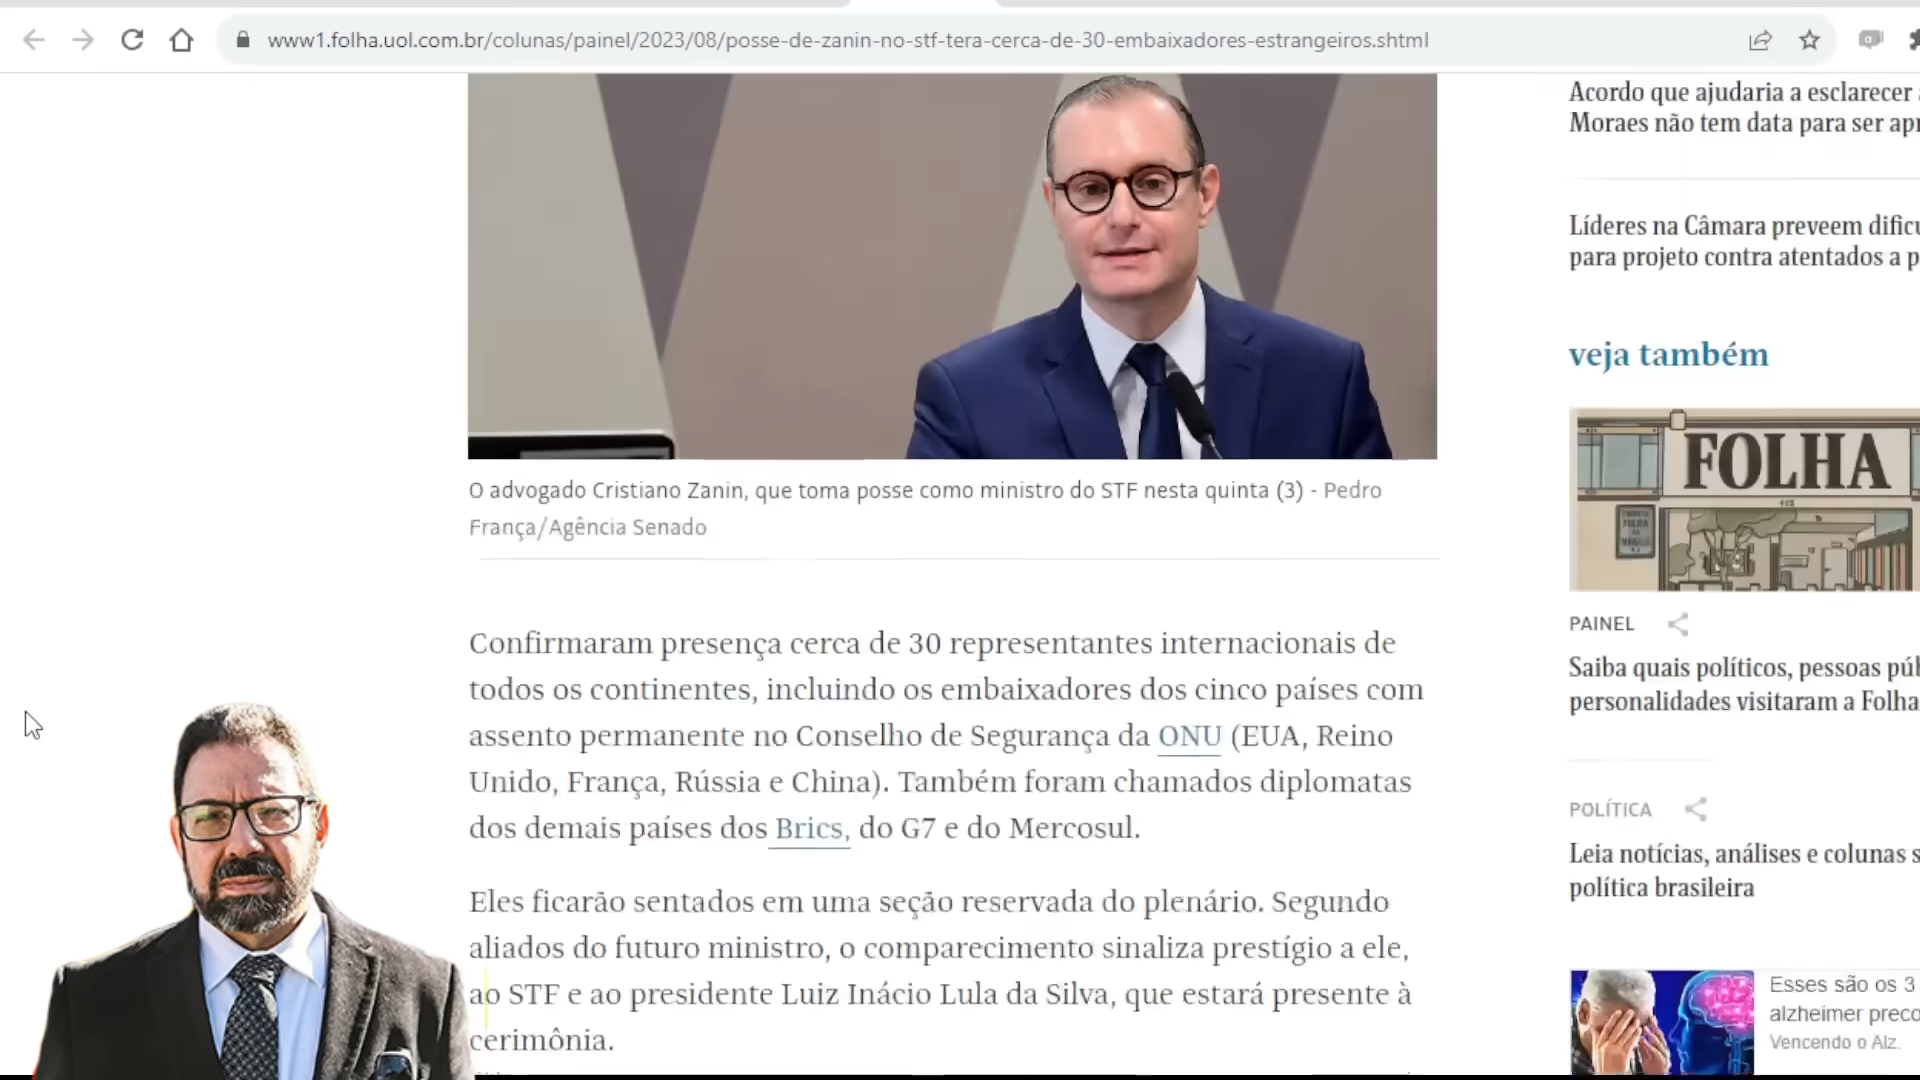 www1.folha.uol.com.br/colunas/painel/2023/08/posse-de-zanin-no-stf-tera-cerca-de-30-embaixadores-estrangeiros.shtml
O advogado Cristiano Zanin, que toma posse como ministro do STF nesta quinta (3) - Pedro
França/Agência Senado
Confirmaram presença cerca de 30 representantes internacionais de
todos os continentes, incluindo os embaixadores dos cinco países com
assento permanente no Conselho de Segurança da ONU (EUA, Reino
Unido, França, Rússia e China). Também foram chamados diplomatas
dos demais países dos Brics, do G7 e do Mercosul.
Eles ficarão sentados em uma seção reservada do plenário. Segundo
aliados do futuro ministro, o comparecimento sinaliza prestígio a ele,
ao STF e ao presidente Luiz Inácio Lula da Silva, que estará presente à
cerimônia.
Acordo que ajudaria a esclarecer
Moraes não tem data para ser
Líderes na Câmara preveem
para projeto contra atentados a
veja também
FOLHA
PAINEL
Saiba quais políticos, pessoas
personalidades visitaram a Folha
POLÍTICA
Leia notícias, análises e colunas
política brasileira
Esses são os 3
alzheimer
Vencendo o Alz.